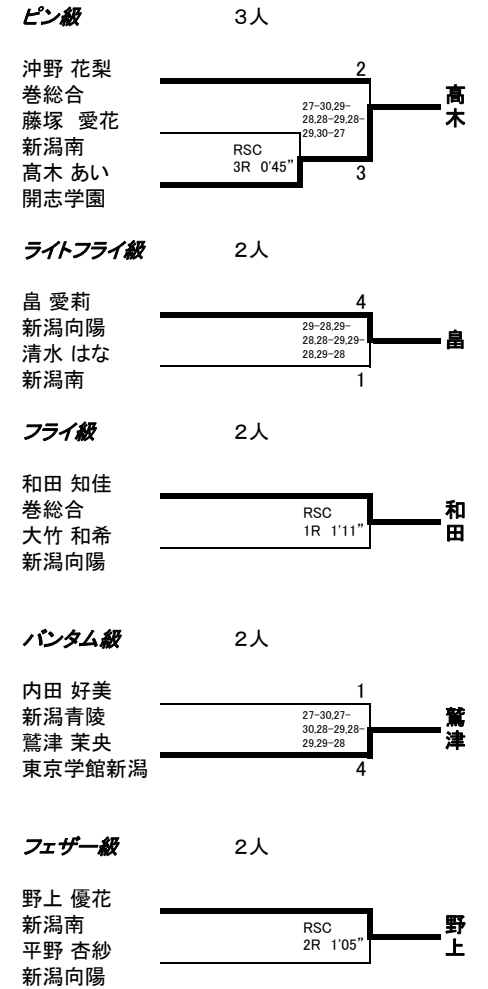 ピン級 3人
沖野 花梨
2
巻総合
藤塚 愛花
27-30,29-
28,28-29,28-
29,30-27
髙木
新潟南
RSC
3R 0'45”
髙木 あい
3
開志学園
ライトフライ級 2人
畠 愛莉
4
新潟向陽
清水 はな
29-28,29-
28,28-29,29-
28,29-28
畠
新潟南
1
フライ級 2人
和田 知佳
巻総合
大竹 和希
RSC
1R 1'11”
和田
新潟向陽
バンタム級 2人
内田 好美
1
新潟青陵
鷲津 茉央
27-30,27-
30,28-29,28-
29,29-28
鷲津
東京学館新潟
4
フェザー級 2人
野上 優花
新潟南
平野 杏紗
RSC
2R 1'05”
野上
新潟向陽